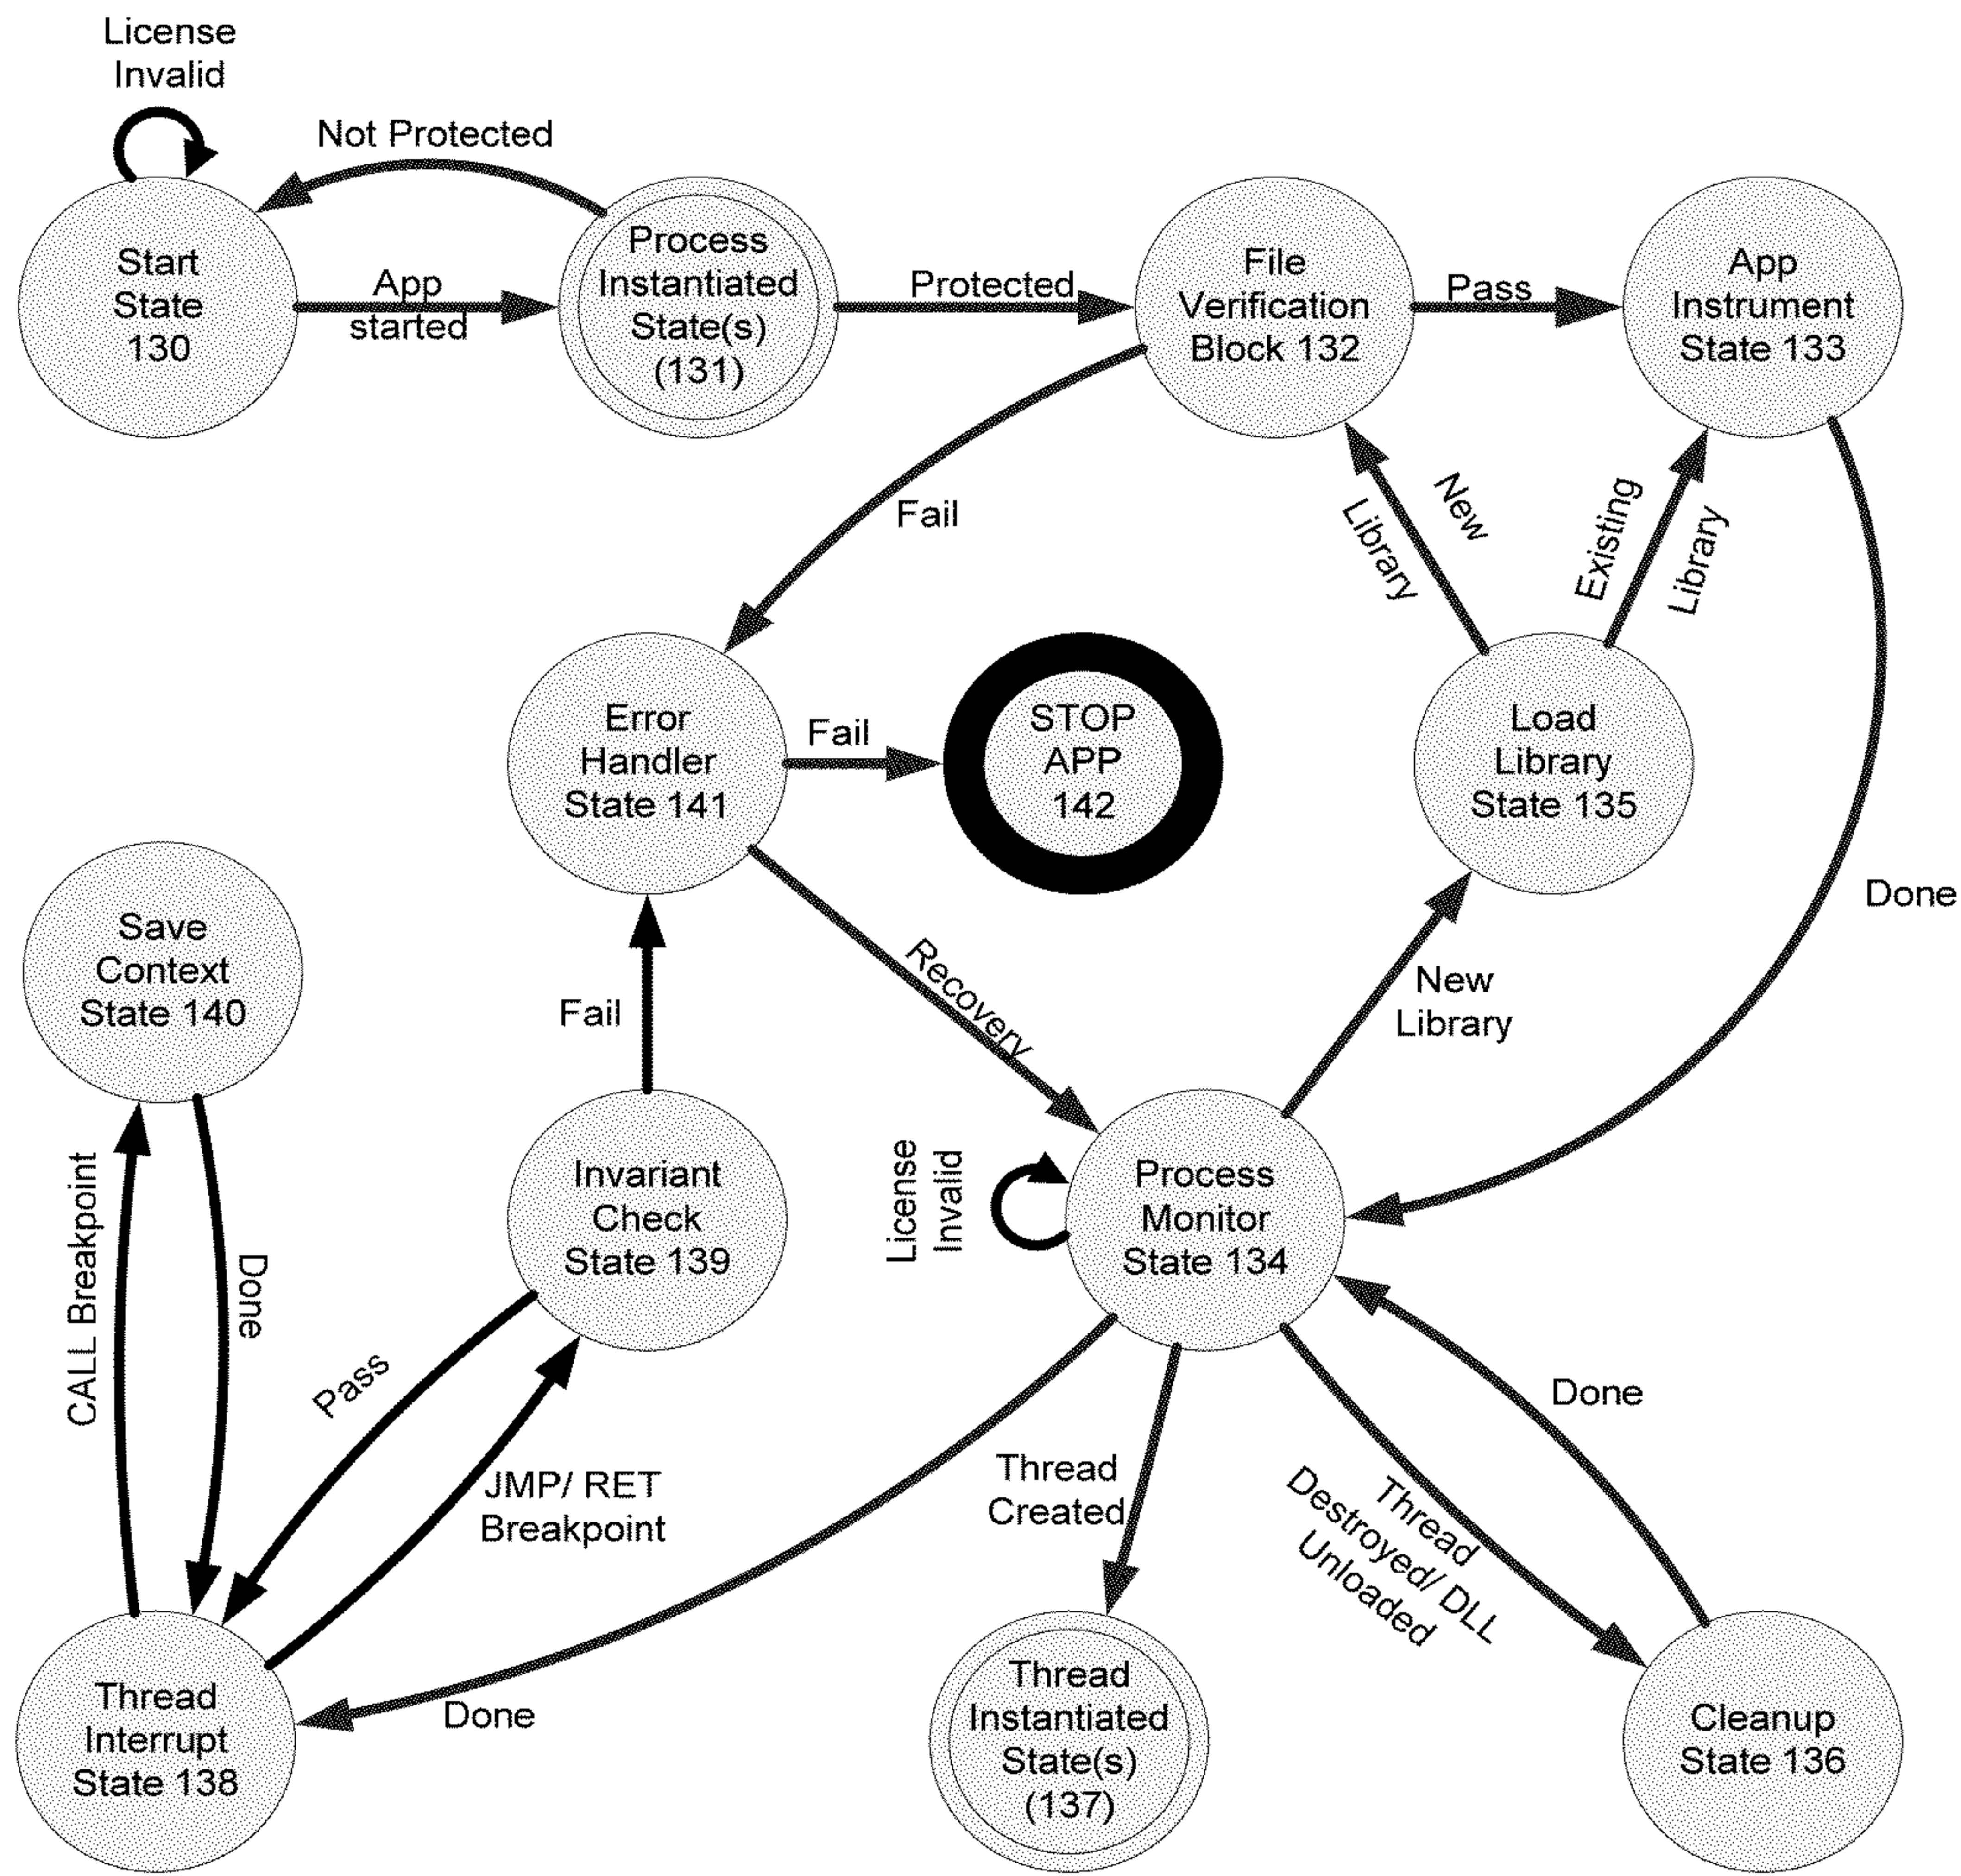 License
Invalid
Not Protected
Start
State
130
App
started
Process
Instantiated
State(s)
(131)
Protected
File
Verification
Block 132
Pass
App
Instrument
State 133
Fail
New
Library
Existing
Library
Error
Handler
State 141
Fail
STOP
APP
142
Load
Library
State 135
Done
Save
Context
State 140
Fail
Recovery
New
Library
CALL Breakpoint
Done
Invariant
Check
State 139
License
Invalid
Process
Monitor
State 134
Pass
JMP/ RET
Breakpoint
Thread
Created
Thread
Destroyed/ DLL
Unloaded
Done
Thread
Interrupt
State 138
Done
Thread
Instantiated
State(s)
(137)
Cleanup
State 136